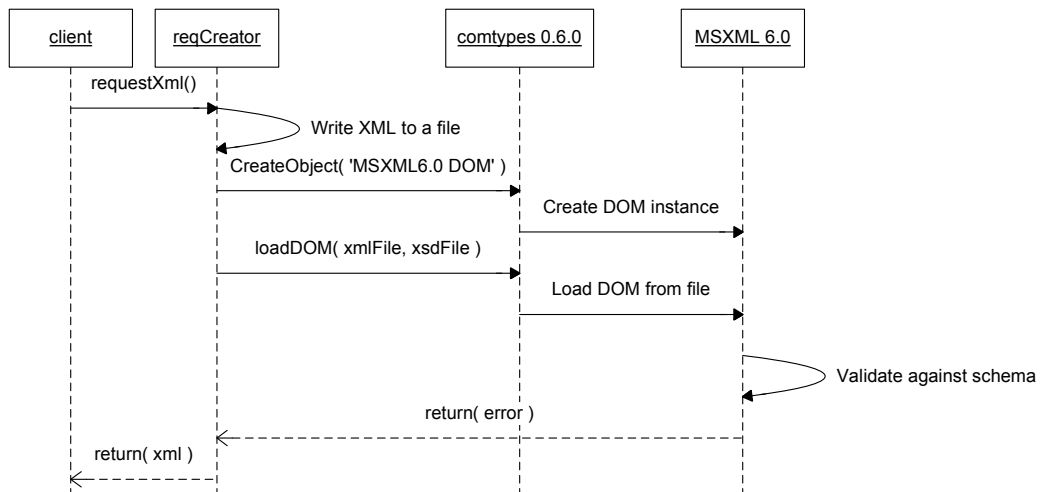 client
reqCreator
comtypes 0.6.0
MSXML 6.0
requestXml()
Write XML to a file
CreateObject( 'MSXML6.0 DOM' )
Create DOM instance
loadDOM( xmlFile, xsdFile )
Load DOM from file
Validate against schema
return( error )
return( xml )